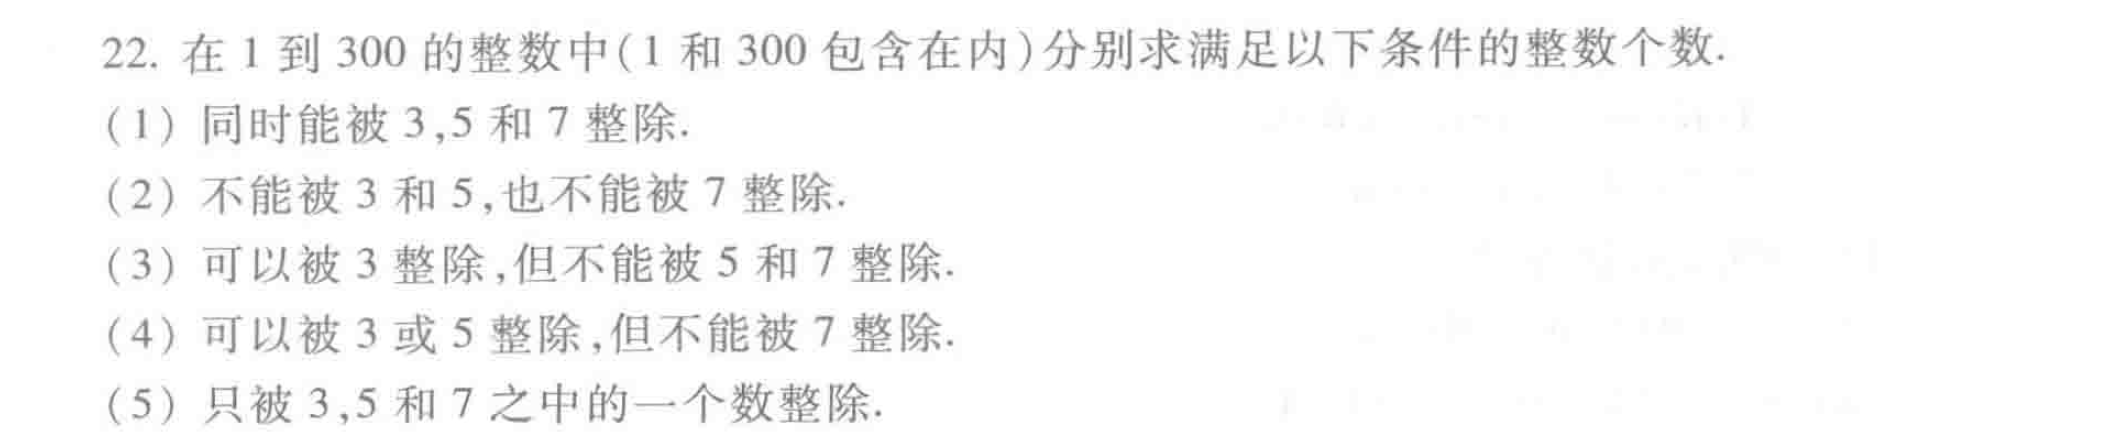 22. 在 1 到 300 的整数中(1 和 300 包含在内)分别求满足以下条件的整数个数.
(1) 同时能被 3,5 和 7 整除.
(2) 不能被 3 和 5,也不能被 7 整除.
(3) 可以被 3 整除,但不能被 5 和 7 整除.
(4) 可以被 3 或 5 整除,但不能被 7 整除.
(5) 只被 3,5 和 7 之中的一个数整除.